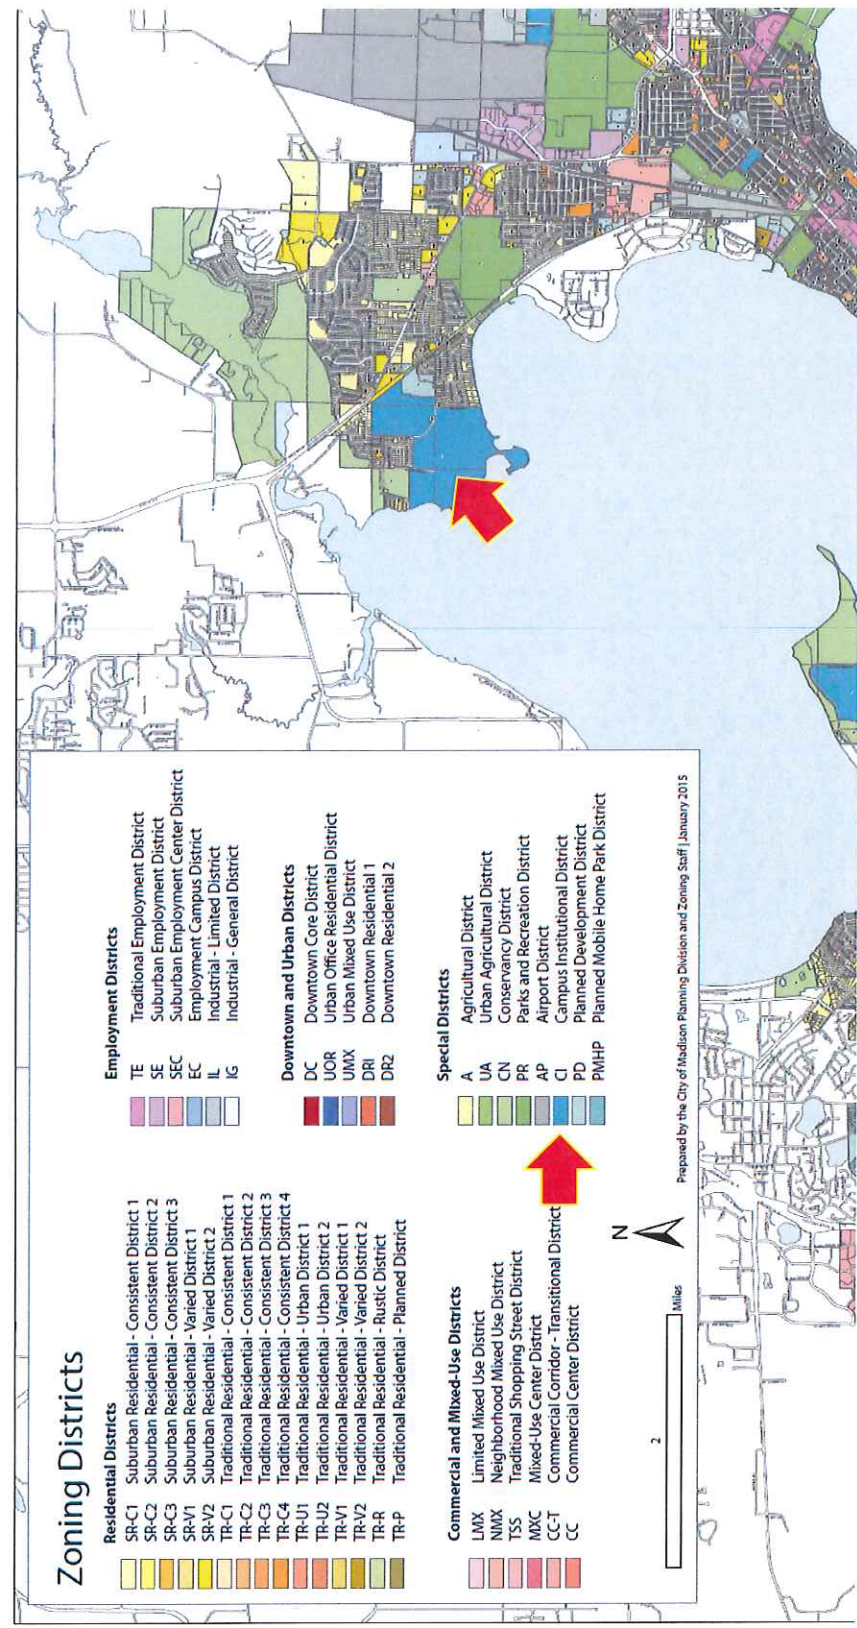 Zoning Districts
Residential Districts
SR-C1 Suburban Residential - Consistent District 1
SR-C2 Suburban Residential - Consistent District 2
SR-C3 Suburban Residential - Consistent District 3
SR-V1 Suburban Residential - Varied District 1
SR-V2 Suburban Residential - Varied District 2
TR-C1 Traditional Residential - Consistent District 1
TR-C2 Traditional Residential - Consistent District 2
TR-C3 Traditional Residential - Consistent District 3
TR-C4 Traditional Residential - Consistent District 4
TR-U1 Traditional Residential - Urban District 1
TR-U2 Traditional Residential - Urban District 2
TR-V1 Traditional Residential - Varied District 1
TR-V2 Traditional Residential - Varied District 2
TR-R Traditional Residential - Rustic District
TR-P Traditional Residential - Planned District
Commercial and Mixed-Use Districts
LMX Limited Mixed Use District
NMX Neighborhood Mixed Use District
TSS Traditional Shopping Street District
MXC Mixed-Use Center District
CC-T Commercial Corridor - Transitional District
CC Commercial Center District
Employment Districts
TE Traditional Employment District
SE Suburban Employment District
SEC Suburban Employment Center District
EC Employment Campus District
IL Industrial - Limited District
IG Industrial - General District
Downtown and Urban Districts
DC Downtown Core District
UOR Urban Office Residential District
UMX Urban Mixed Use District
DRI Downtown Residential 1
DR2 Downtown Residential 2
Special Districts
A Agricultural District
UA Urban Agricultural District
CN Conservancy District
PR Parks and Recreation District
AP Airport District
CI Campus Institutional District
PD Planned Development District
PMHP Planned Mobile Home Park District
2
Miles
N
Prepared by the City of Madison Planning Division and Zoning Staff | January 2015